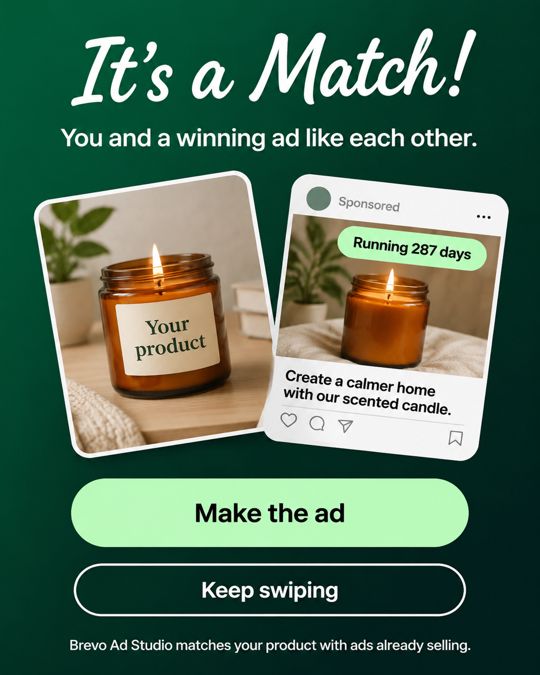 It's a Match!
You and a winning ad like each other.
Your
product
Sponsored
Running 287 days
Create a calmer home
with our scented candle.
Make the ad
Keep swiping
Brevo Ad Studio matches your product with ads already selling.